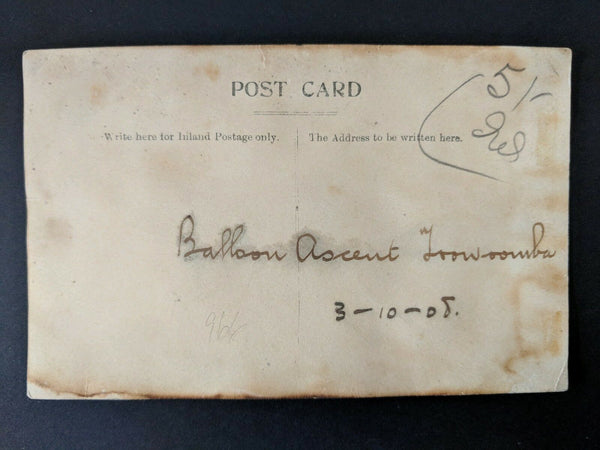 POST CARD
5/-
Write here for Inland Postage only.
The Address to be written here.
Balloon Ascent Toowoomba
3-10-08.